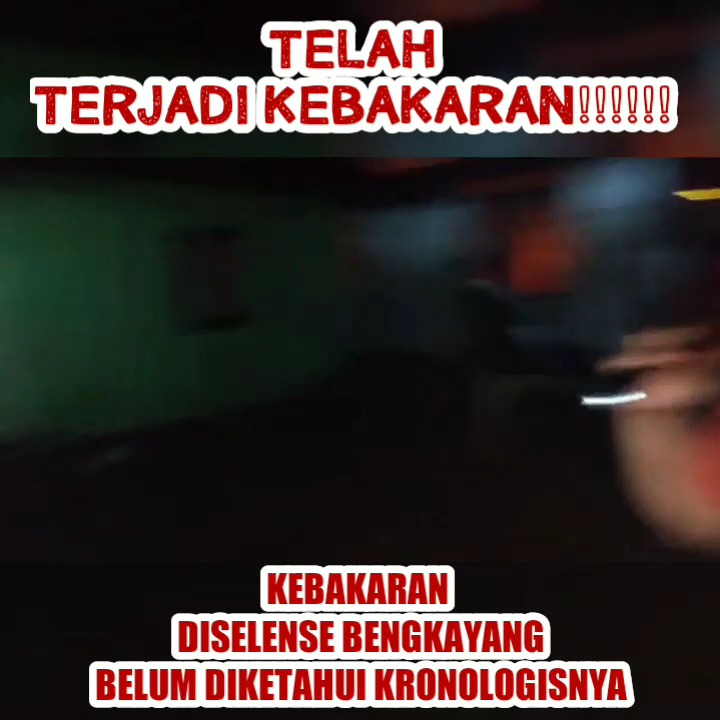 TELAH
TERJADI KEBAKARAN!!!!!!
KEBAKARAN
DISELENSE BENGKAYANG
BELUM DIKETAHUI KRONOLOGISNYA